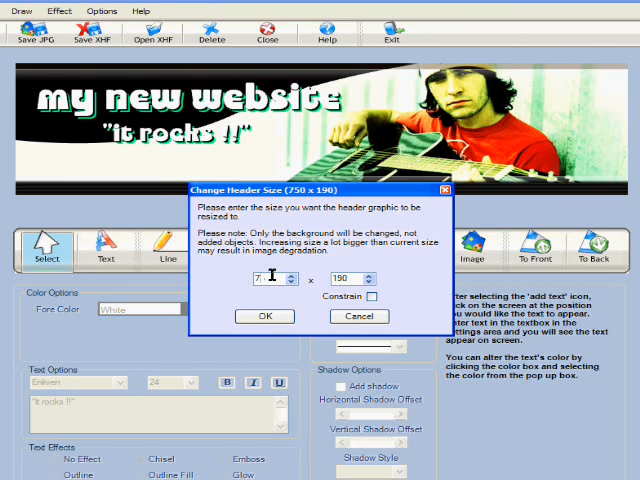 Draw Effect Options Help
Save JPG Save XHF Open XHF Delete Close Help Exit
my new website
"it rocks !!"
Change Header Size (750 x 190)
Please enter the size you want the header graphic to be
resized to.
Please note: Only the background will be changed, not
added objects. Increasing size a lot bigger than current size
may result in image degradation.
7 x 190
Constrain
OK Cancel
Select Text Line Image To Front To Back
Color Options
Fore Color White
After selecting the 'add text' icon,
click on the screen at the position
you would like the text to appear.
Enter text in the textbox in the
settings area and you will see the text
appear on screen.
You can alter the text's color by
clicking the color box and selecting
the color from the pop up box.
Text Options
Enliven 24 B I U
"it rocks !!"
Shadow Options
Add shadow
Horizontal Shadow Offset
Vertical Shadow Offset
Shadow Style
Text Effects
No Effect Chisel Emboss
Outline Outline Fill Glow